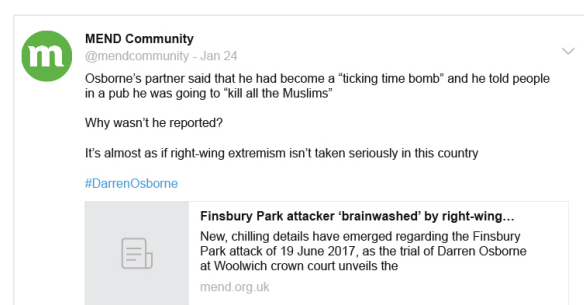 m
MEND Community
@mendcommunity - Jan 24
Osborne's partner said that he had become a "ticking time bomb" and he told people
in a pub he was going to "kill all the Muslims"
Why wasn't he reported?
It's almost as if right-wing extremism isn't taken seriously in this country
#DarrenOsborne
Finsbury Park attacker 'brainwashed' by right-wing…
New, chilling details have emerged regarding the Finsbury
Park attack of 19 June 2017, as the trial of Darren Osborne
at Woolwich crown court unveils the
mend.org.uk